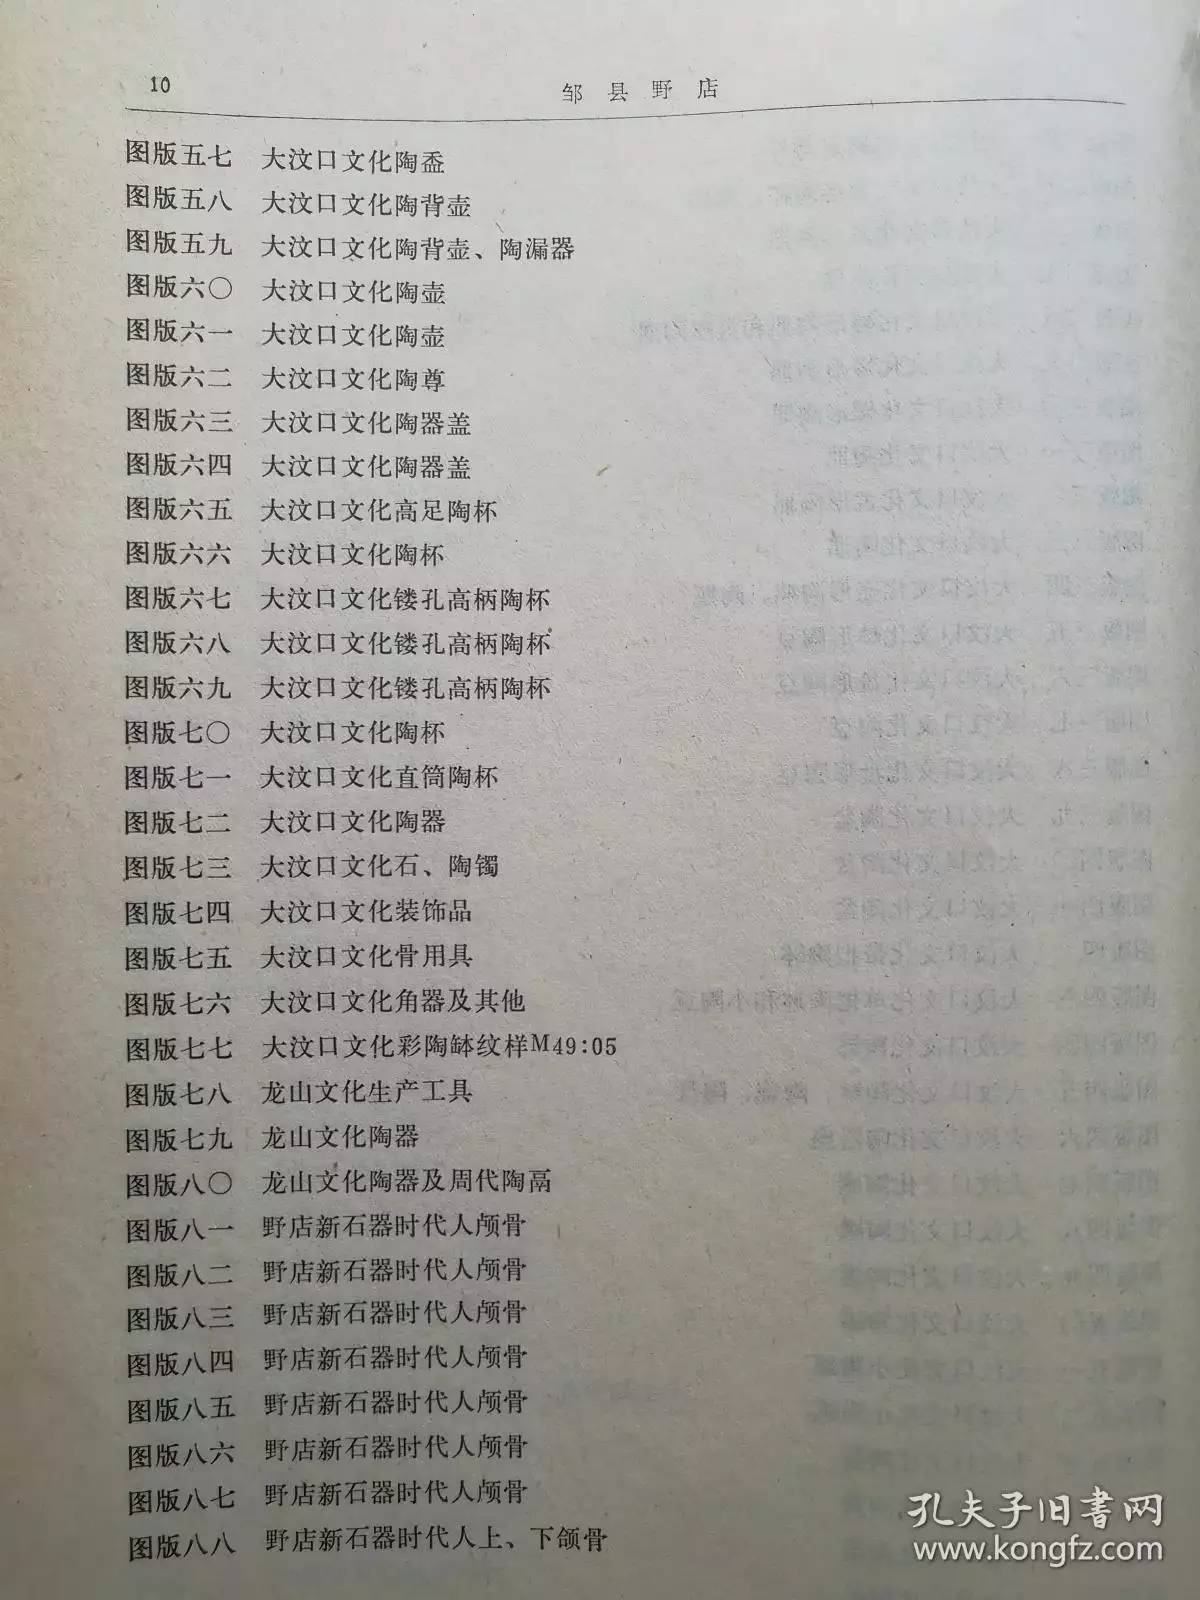 10
邹县野店
图版五七 大汶口文化陶盉
图版五八 大汶口文化陶背壶
图版五九 大汶口文化陶背壶、陶漏器
图版六〇 大汶口文化陶壶
图版六一 大汶口文化陶壶
图版六二 大汶口文化陶尊
图版六三 大汶口文化陶器盖
图版六四 大汶口文化陶器盖
图版六五 大汶口文化高足陶杯
图版六六 大汶口文化陶杯
图版六七 大汶口文化镂孔高柄陶杯
图版六八 大汶口文化镂孔高柄陶杯
图版六九 大汶口文化镂孔高柄陶杯
图版七〇 大汶口文化陶杯
图版七一 大汶口文化直筒陶杯
图版七二 大汶口文化陶器
图版七三 大汶口文化石、陶镯
图版七四 大汶口文化装饰品
图版七五 大汶口文化骨用具
图版七六 大汶口文化角器及其他
图版七七 大汶口文化彩陶钵纹样M49:05
图版七八 龙山文化生产工具
图版七九 龙山文化陶器
图版八〇 龙山文化陶器及周代陶鬲
图版八一 野店新石器时代人颅骨
图版八二 野店新石器时代人颅骨
图版八三 野店新石器时代人颅骨
图版八四 野店新石器时代人颅骨
图版八五 野店新石器时代人颅骨
图版八六 野店新石器时代人颅骨
图版八七 野店新石器时代人颅骨
图版八八 野店新石器时代人上、下颌骨
孔夫子旧书网
www.kongfz.com